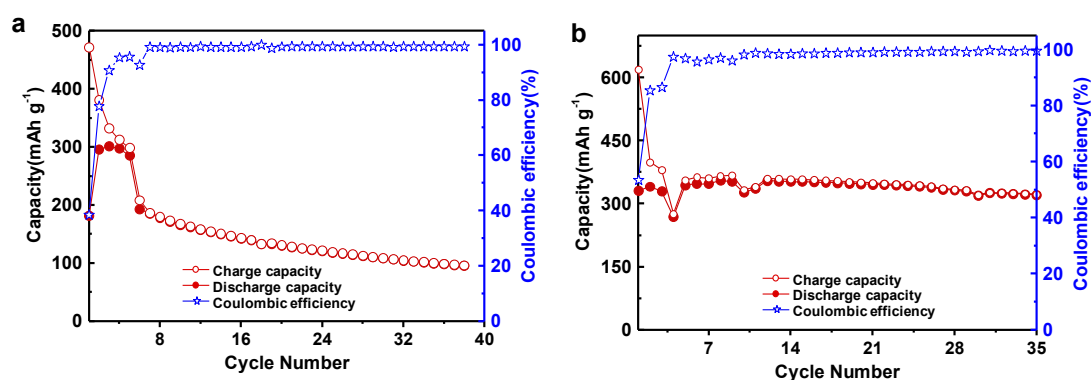 a
500
400
300
200
100
0
Capacity(mAh g⁻¹)
8
16
24
32
40
Cycle Number
100
80
60
40
20
0
Coulombic efficiency(%)
Charge capacity
Discharge capacity
Coulombic efficiency
b
600
450
300
150
0
Capacity(mAh g⁻¹)
7
14
21
28
35
Cycle Number
100
80
60
40
20
0
Coulombic efficiency(%)
Charge capacity
Discharge capacity
Coulombic efficiency